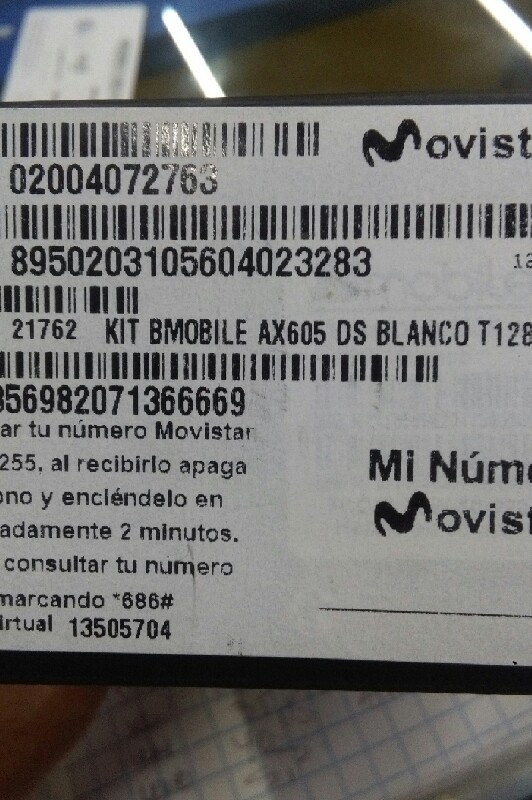 Movist
02004072763
8950203105604023283
12
21762 KIT BMOBILE AX605 DS BLANCO T128
356982071366669
ar tu número Movistar
255, al recibirlo apaga
ono y enciéndelo en
adamente 2 minutos.
consultar tu numero
marcando *686#
irtual 13505704
Mi Núme
Movist